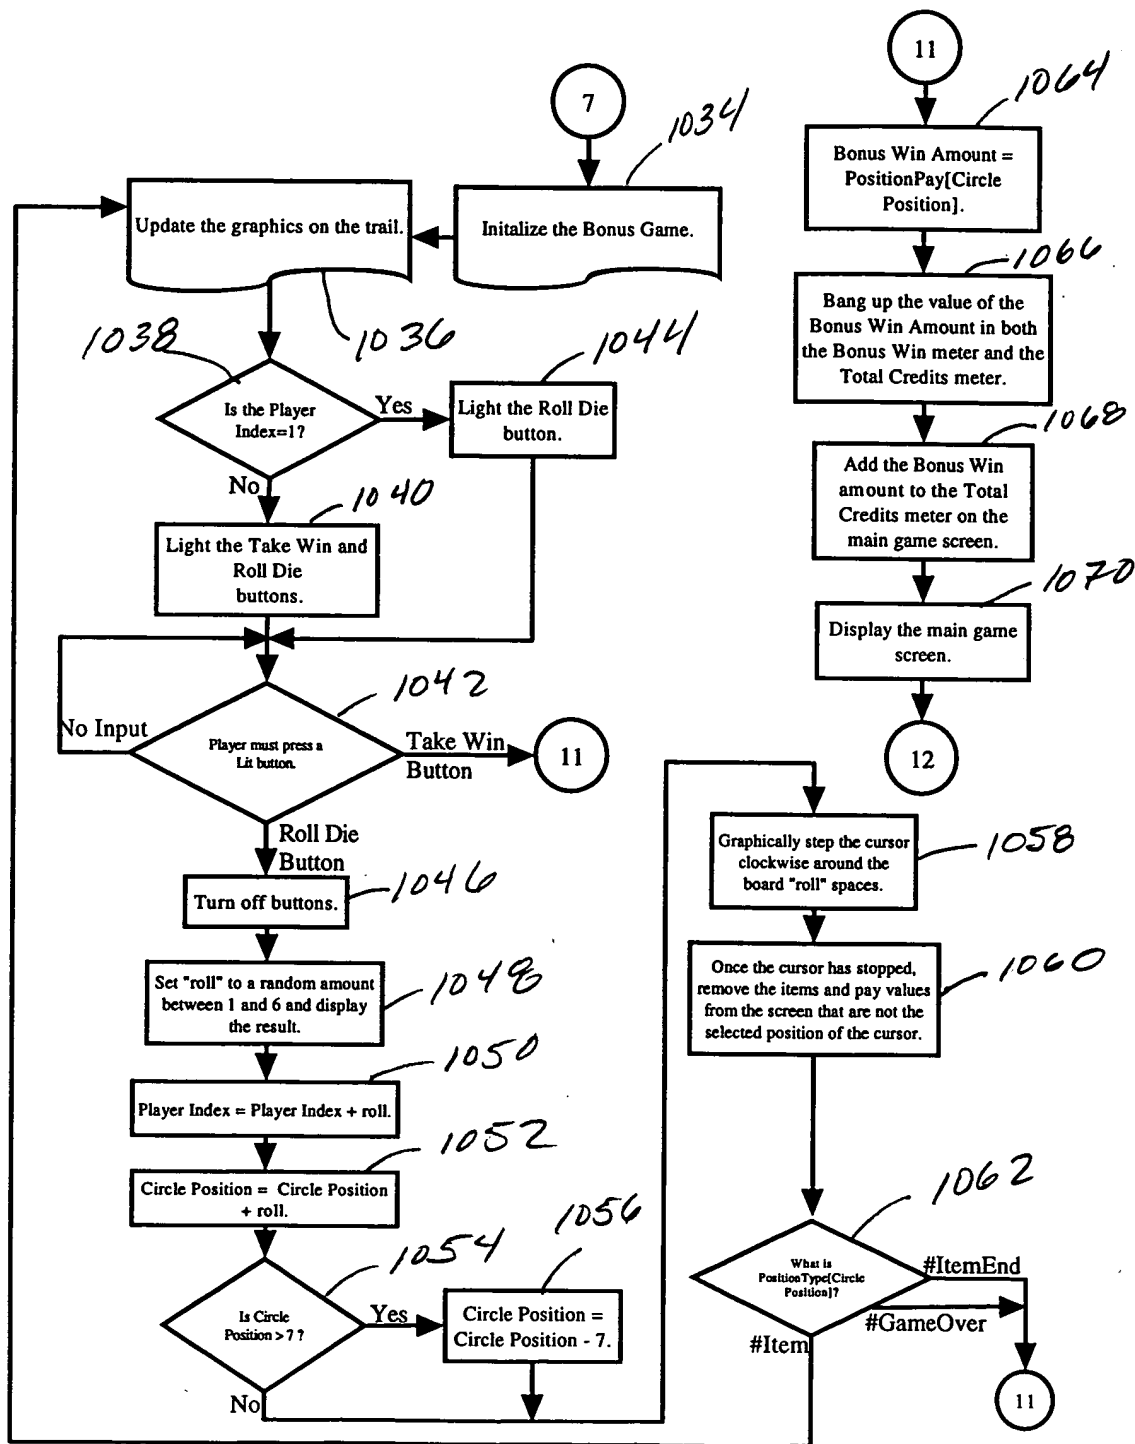 7
1034
Initalize the Bonus Game.
Update the graphics on the trail.
1036
1038
Is the Player
Index=1?
Yes
1044
Light the Roll Die
button.
No
1040
Light the Take Win and
Roll Die
buttons.
1042
No Input
Player must press a
Lit button.
Take Win
Button
11
Roll Die
Button
1046
Turn off buttons.
Set "roll" to a random amount
between 1 and 6 and display
the result.
1048
1050
Player Index = Player Index + roll.
1052
Circle Position = Circle Position
+ roll.
1054
Is Circle
Position > 7 ?
Yes
1056
Circle Position =
Circle Position - 7.
No
11
1064
Bonus Win Amount =
PositionPay[Circle
Position].
1066
Bang up the value of the
Bonus Win Amount in both
the Bonus Win meter and the
Total Credits meter.
1068
Add the Bonus Win
amount to the Total
Credits meter on the
main game screen.
1070
Display the main game
screen.
12
Graphically step the cursor
clockwise around the
board "roll" spaces.
1058
Once the cursor has stopped,
remove the items and pay values
from the screen that are not the
selected position of the cursor.
1060
1062
What is
PositionType[Circle
Position]?
#ItemEnd
#GameOver
#Item
11